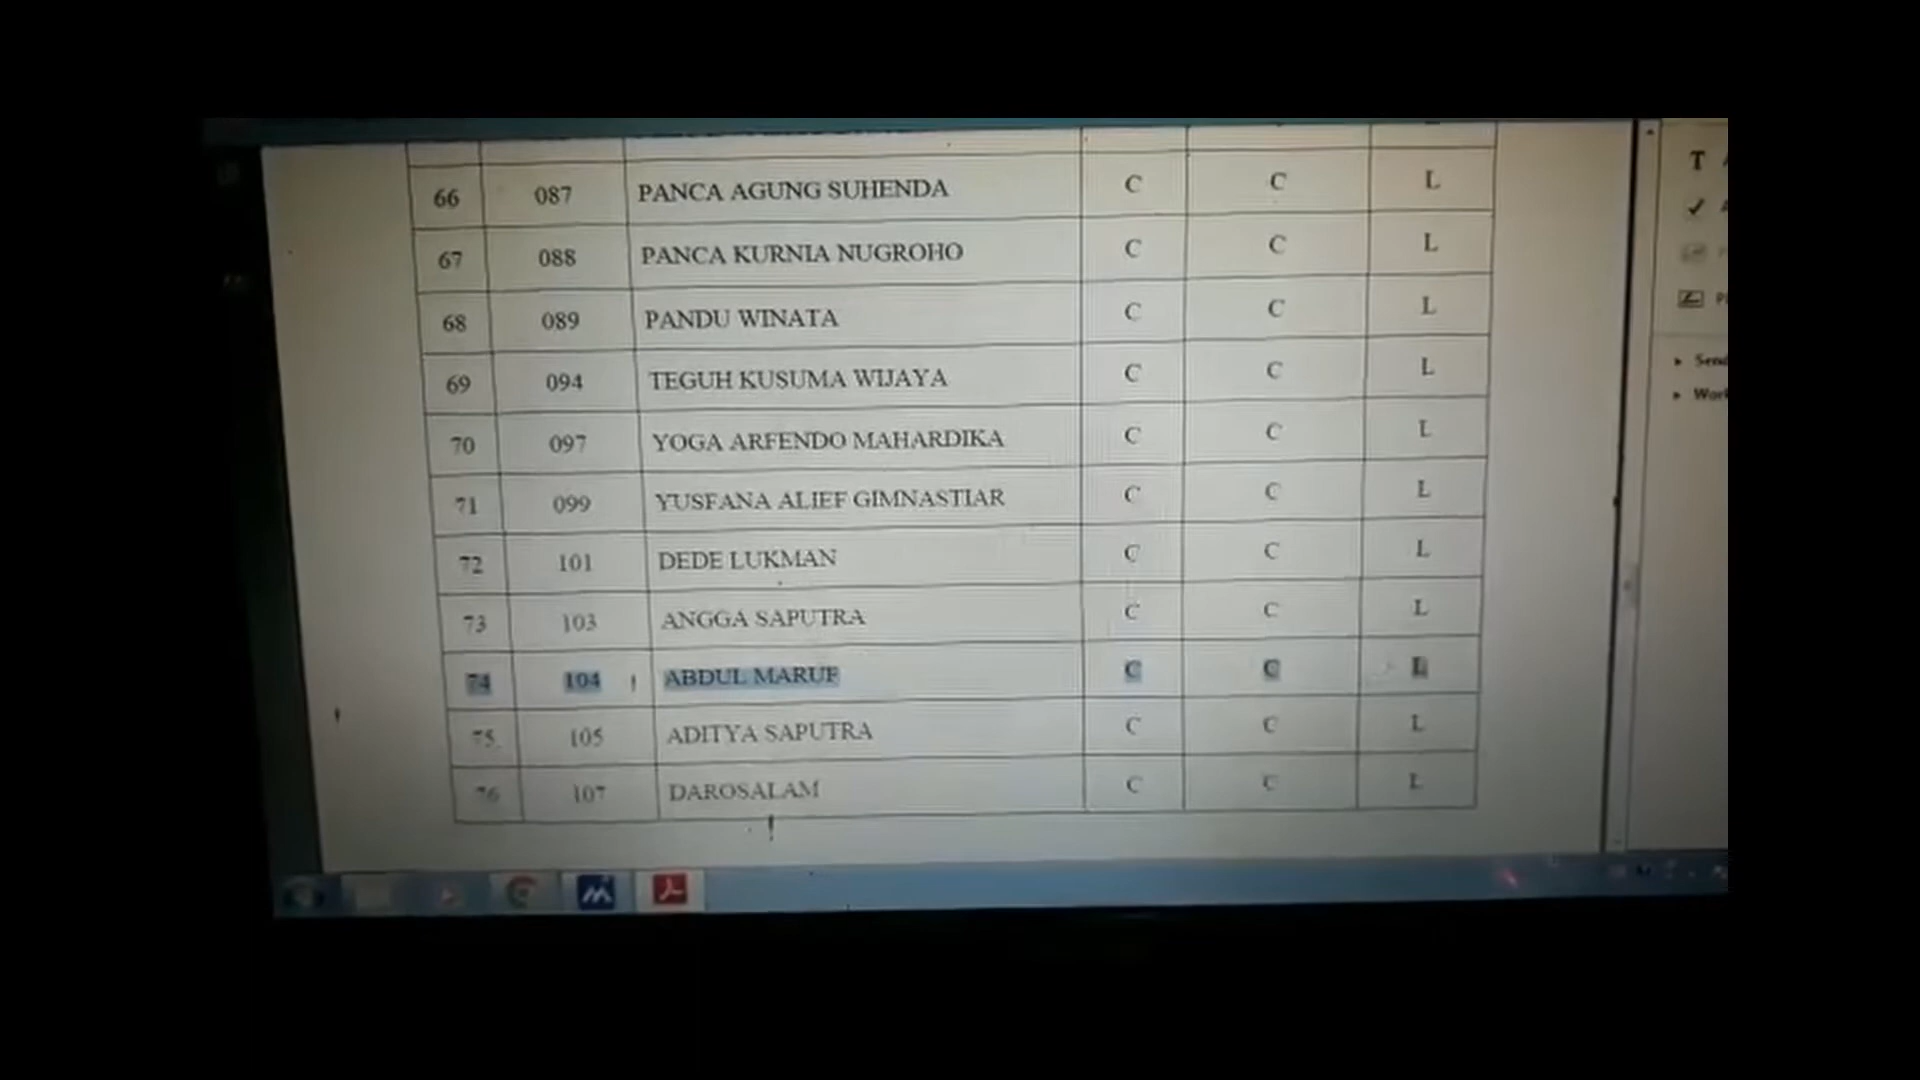 66 087 PANCA AGUNG SUHENDA C C L
67 088 PANCA KURNIA NUGROHO C C L
68 089 PANDU WINATA C C L
69 094 TEGUH KUSUMA WIJAYA C C L
70 097 YOGA ARFENDO MAHARDIKA C C L
71 099 YUSFANA ALIEF GIMNASTIAR C C L
72 101 DEDE LUKMAN C C L
73 103 ANGGA SAPUTRA C C L
74 104 ABDUL MARUF C C L
75 105 ADITYA SAPUTRA C C L
76 107 DAROSALAM C C L
T